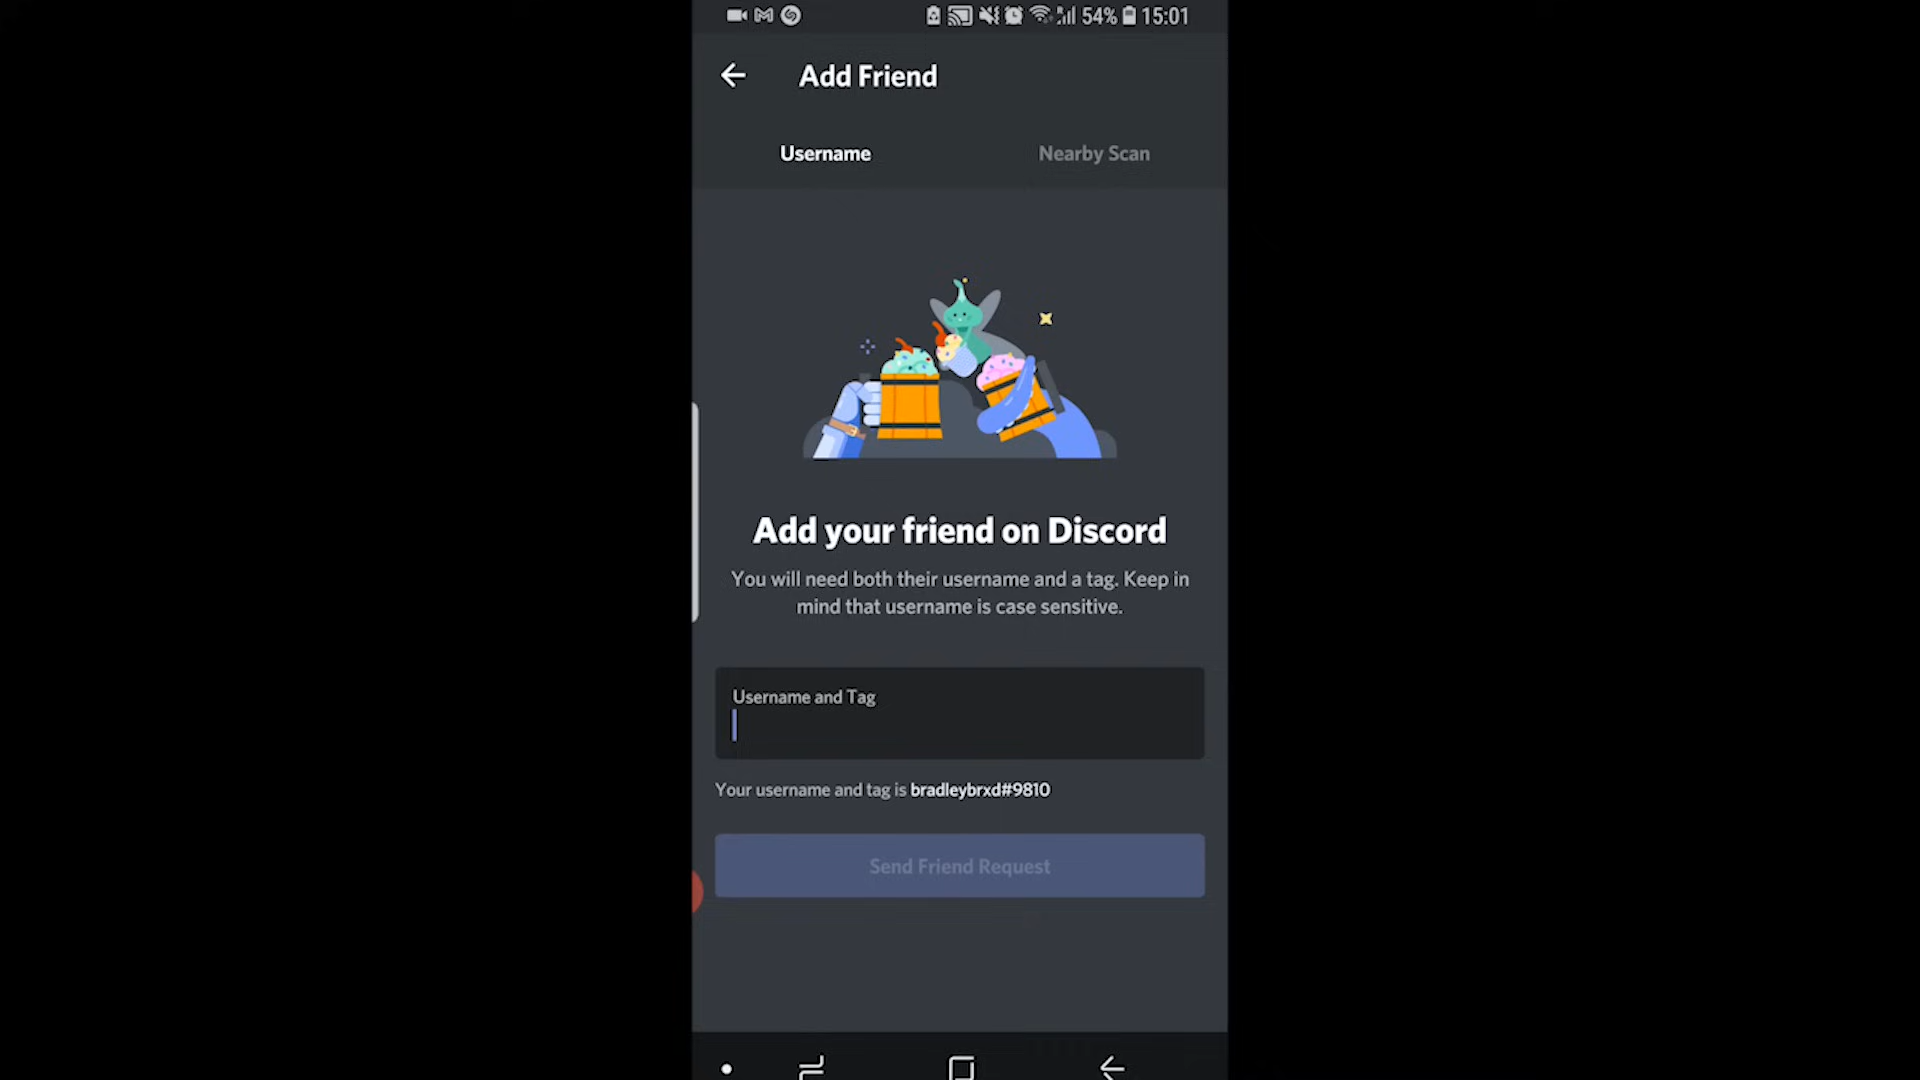 54% 15:01
Add Friend
Username
Nearby Scan
Add your friend on Discord
You will need both their username and a tag. Keep in
mind that username is case sensitive.
Username and Tag
Your username and tag is bradleybrxd#9810
Send Friend Request